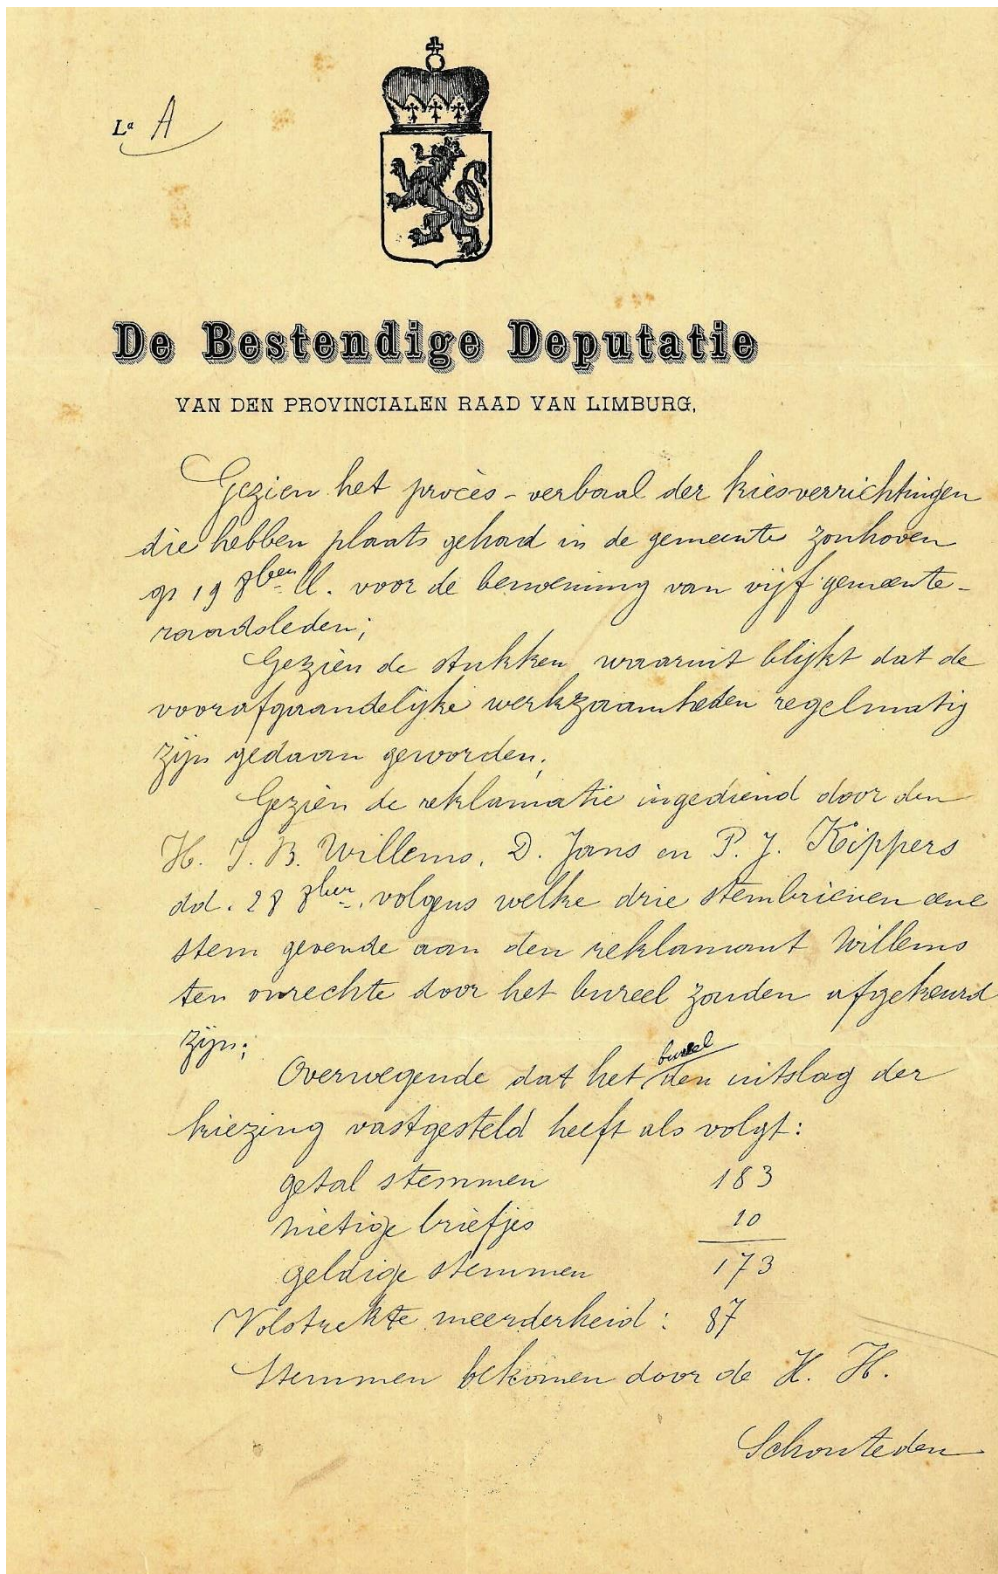 Lª A
De Bestendige Deputatie
VAN DEN PROVINCIALEN RAAD VAN LIMBURG,
Gezien het procès-verbaal der kiesverrichtingen
die hebben plaats gehad in de gemeente Zonhoven
op 19 8ber ll. voor de benoeming van vijf gemeente-
raadsleden;
Gezien de stukken waaruit blijkt dat de
voorafgaandelijke werkzaamheden regelmatig
zijn gedaan geworden;
Gezien de reklamatie ingediend door den
H. J. B. Willems, D. Jans en P. J. Keippers
dd. 28 8ber, volgens welke drie stembrieven eene
stem gevende aan den reklamant Willems
ten onrechte door het bureel zouden afgekeurd
zijn;
Overwegende dat het bureel den uitslag der
kiezing vastgesteld heeft als volgt:
getal stemmen 183
nietige briefjes 10
geldige stemmen 173
Volstrekte meerderheid: 87
Stemmen bekomen door de H. H.
Schouteden